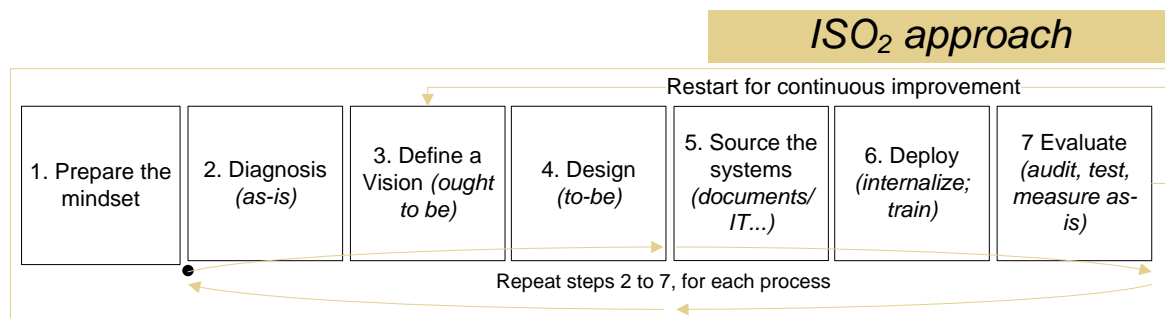 ISO₂ approach
Restart for continuous improvement
1. Prepare the
mindset
2. Diagnosis
(as-is)
3. Define a
Vision (ought
to be)
4. Design
(to-be)
5. Source the
systems
(documents/
IT...)
6. Deploy
(internalize;
train)
7 Evaluate
(audit, test,
measure as-
is)
Repeat steps 2 to 7, for each process